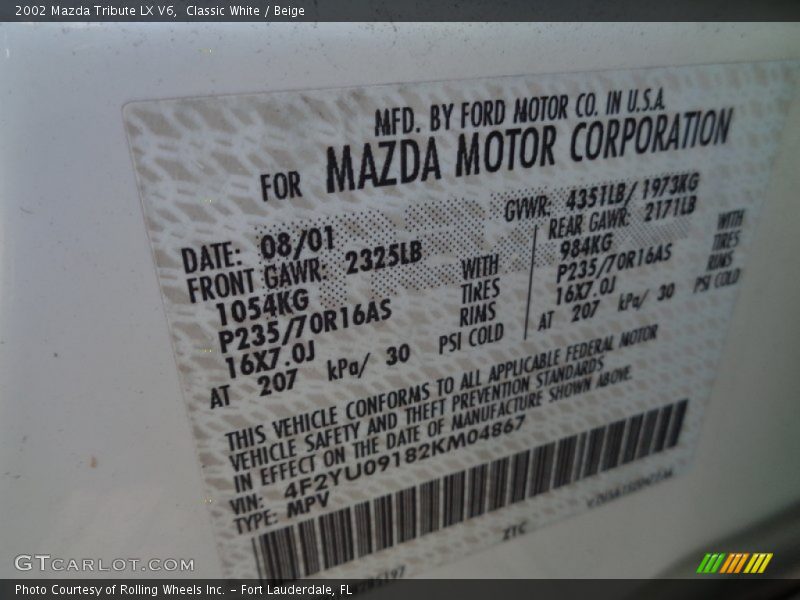 2002 Mazda Tribute LX V6,  Classic White / Beige
MFD. BY FORD MOTOR CO. IN U.S.A.
FOR MAZDA MOTOR CORPORATION
DATE: 08/01 GVWR: 4351LB/ 1973KG
FRONT GAWR: 2325LB REAR GAWR: 2171LB
1054KG WITH 984KG WITH
P235/70R16AS TIRES P235/70R16AS TIRES
16X7.0J RIMS 16X7.0J RIMS
AT 207 kPa/ 30 PSI COLD AT 207 kPa/ 30 PSI COLD
THIS VEHICLE CONFORMS TO ALL APPLICABLE FEDERAL MOTOR
VEHICLE SAFETY AND THEFT PREVENTION STANDARDS
IN EFFECT ON THE DATE OF MANUFACTURE SHOWN ABOVE.
VIN: 4F2YU09182KM04867
TYPE: MPV
GTCARLOT.COM
Photo Courtesy of Rolling Wheels Inc. - Fort Lauderdale, FL